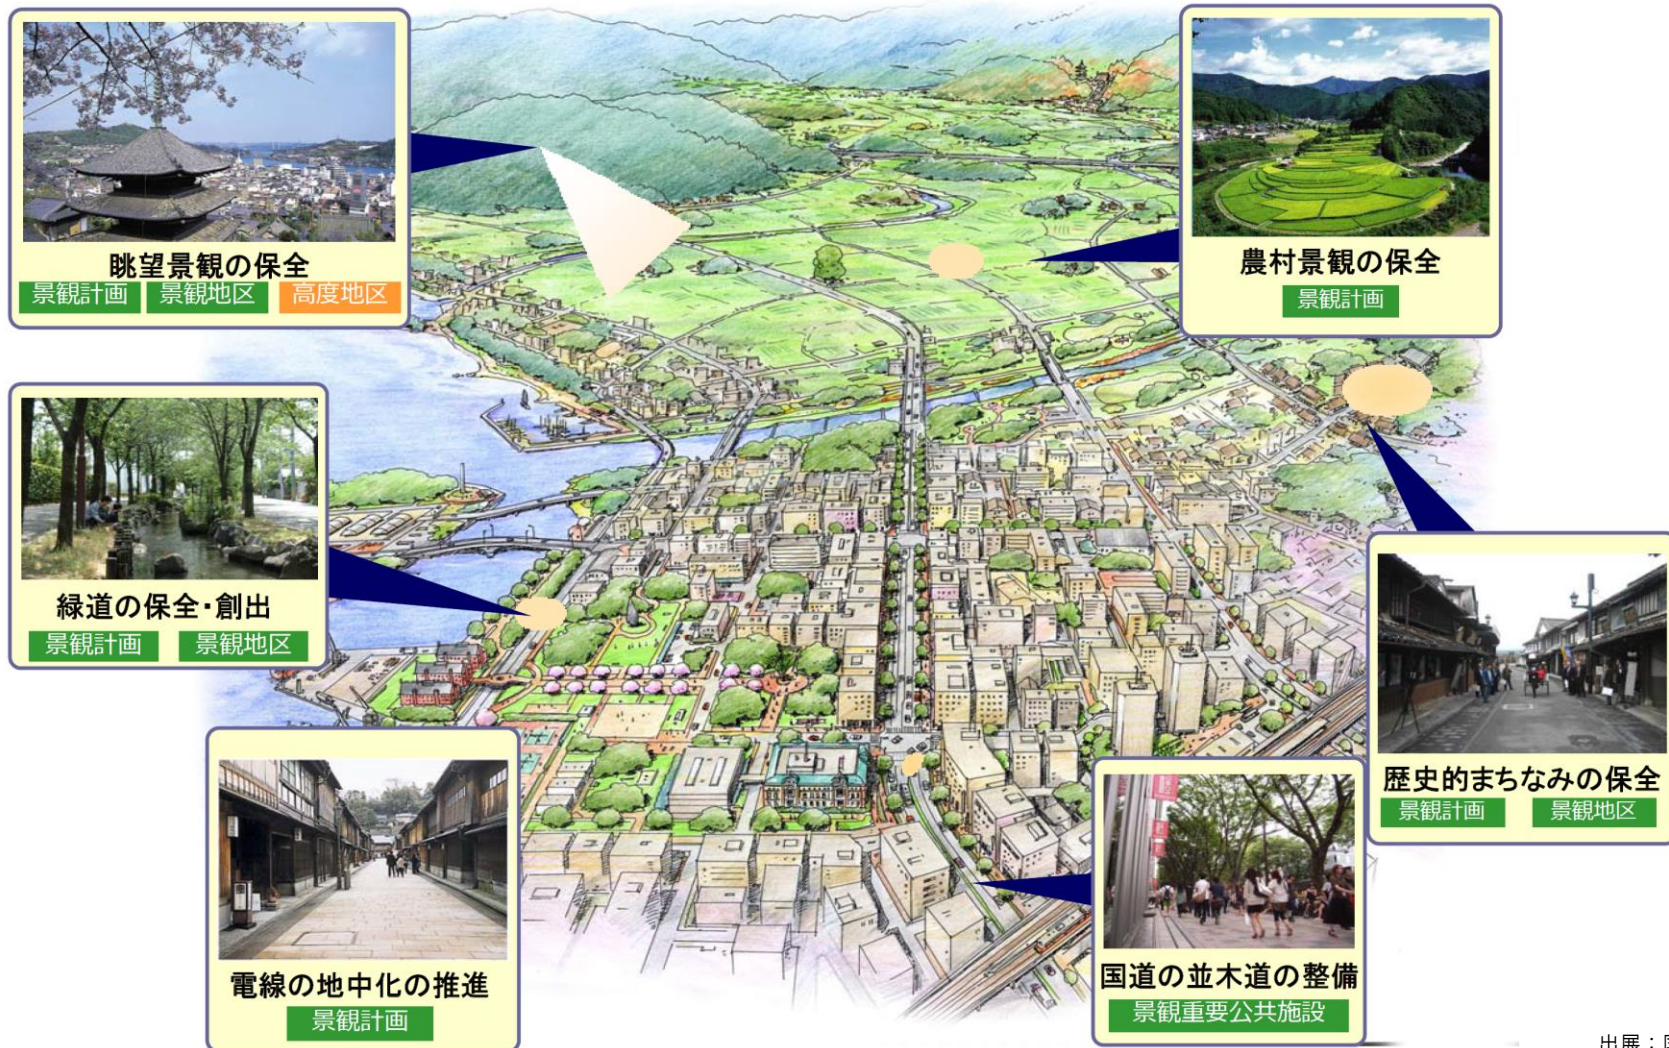 眺望景観の保全
景観計画 景観地区 高度地区
農村景観の保全
景観計画
緑道の保全・創出
景観計画 景観地区
歴史的まちなみの保全
景観計画 景観地区
電線の地中化の推進
景観計画
国道の並木道の整備
景観重要公共施設
出展：国